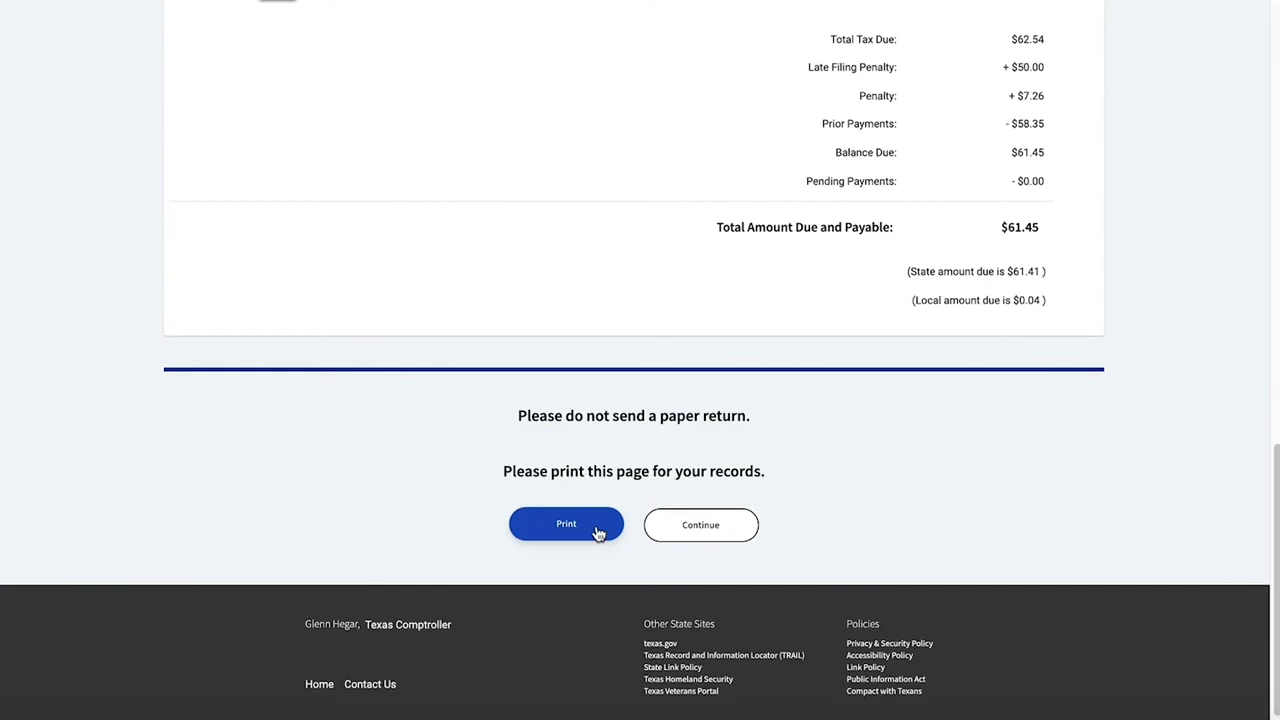 Total Tax Due: $62.54
Late Filing Penalty: + $50.00
Penalty: + $7.26
Prior Payments: - $58.35
Balance Due: $61.45
Pending Payments: - $0.00
Total Amount Due and Payable: $61.45
(State amount due is $61.41 )
(Local amount due is $0.04 )
Please do not send a paper return.
Please print this page for your records.
Print Continue
Glenn Hegar, Texas Comptroller
Home Contact Us
Other State Sites
texas.gov
Texas Record and Information Locator (TRAIL)
State Link Policy
Texas Homeland Security
Texas Veterans Portal
Policies
Privacy & Security Policy
Accessibility Policy
Link Policy
Public Information Act
Compact with Texans